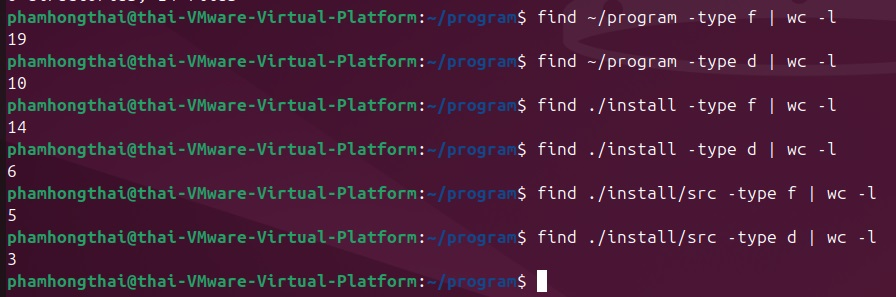 phamhongthai@thai-VMware-Virtual-Platform:~/program$ find ~/program -type f | wc -l
19
phamhongthai@thai-VMware-Virtual-Platform:~/program$ find ~/program -type d | wc -l
10
phamhongthai@thai-VMware-Virtual-Platform:~/program$ find ./install -type f | wc -l
14
phamhongthai@thai-VMware-Virtual-Platform:~/program$ find ./install -type d | wc -l
6
phamhongthai@thai-VMware-Virtual-Platform:~/program$ find ./install/src -type f | wc -l
5
phamhongthai@thai-VMware-Virtual-Platform:~/program$ find ./install/src -type d | wc -l
3
phamhongthai@thai-VMware-Virtual-Platform:~/program$